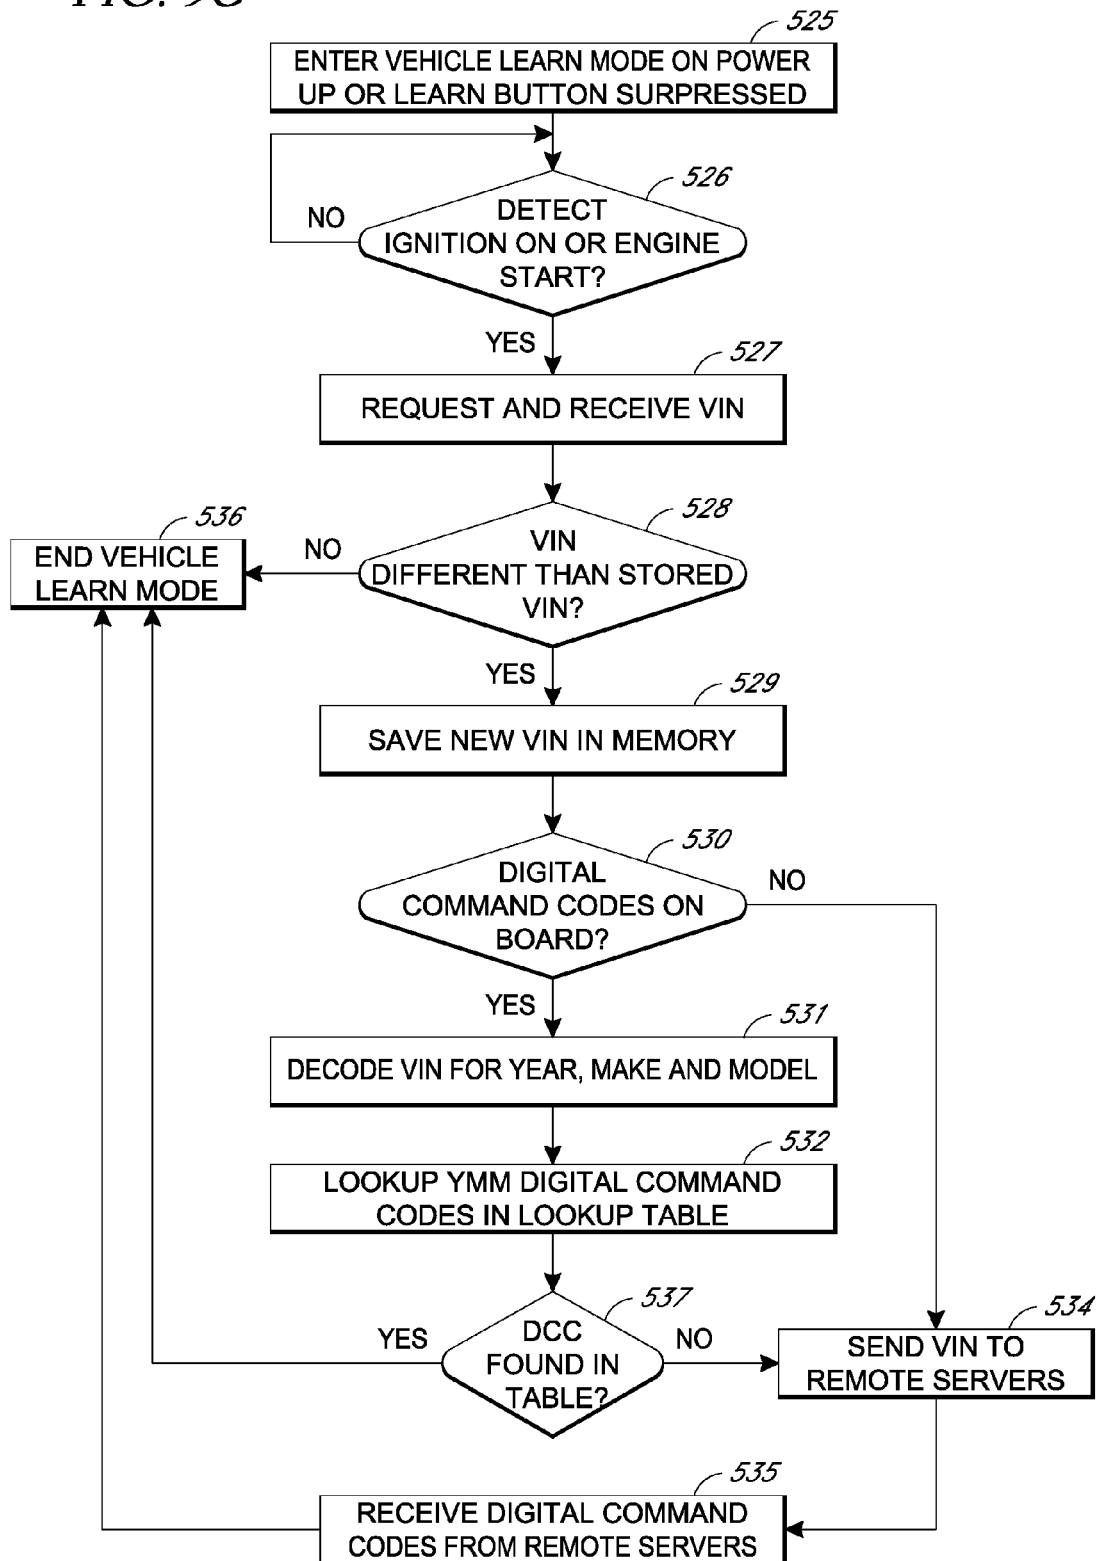 FIG. 9C
525
ENTER VEHICLE LEARN MODE ON POWER
UP OR LEARN BUTTON SURPRESSED
526
DETECT
IGNITION ON OR ENGINE
START?
NO
YES
527
REQUEST AND RECEIVE VIN
528
VIN
DIFFERENT THAN STORED
VIN?
NO
536
END VEHICLE
LEARN MODE
YES
529
SAVE NEW VIN IN MEMORY
530
DIGITAL
COMMAND CODES ON
BOARD?
NO
YES
531
DECODE VIN FOR YEAR, MAKE AND MODEL
532
LOOKUP YMM DIGITAL COMMAND
CODES IN LOOKUP TABLE
537
DCC
FOUND IN
TABLE?
YES
NO
534
SEND VIN TO
REMOTE SERVERS
535
RECEIVE DIGITAL COMMAND
CODES FROM REMOTE SERVERS